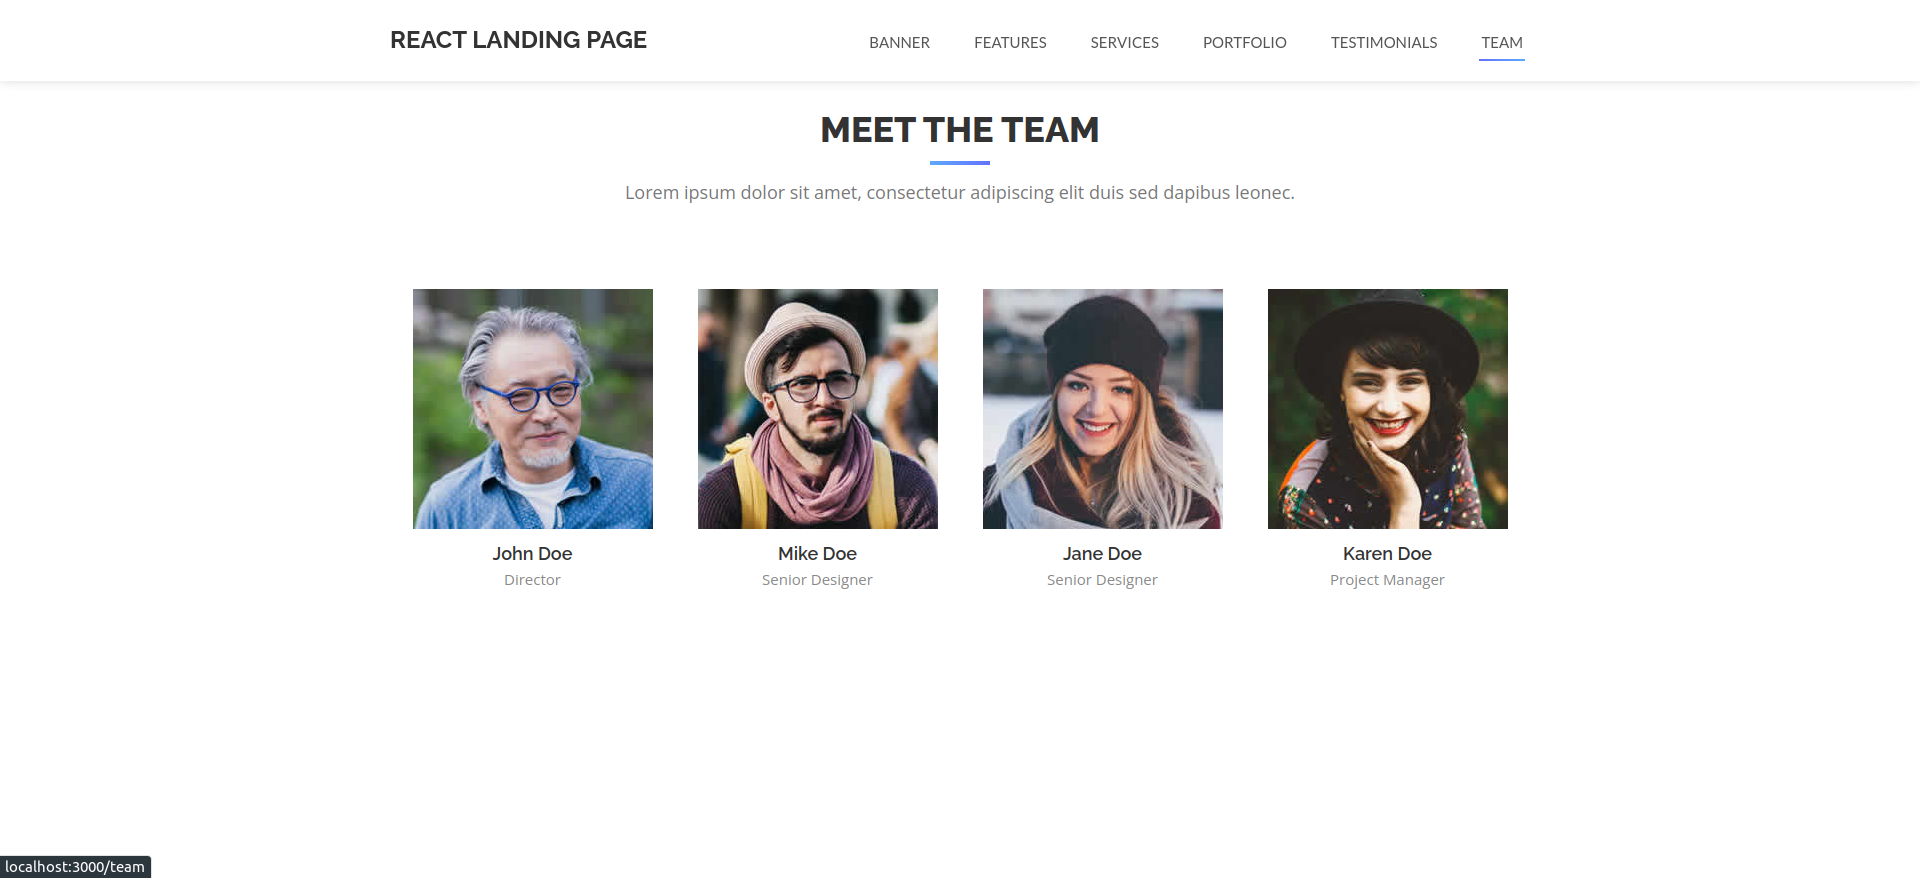 REACT LANDING PAGE
BANNER FEATURES SERVICES PORTFOLIO TESTIMONIALS TEAM
MEET THE TEAM
Lorem ipsum dolor sit amet, consectetur adipiscing elit duis sed dapibus leonec.
John Doe
Director
Mike Doe
Senior Designer
Jane Doe
Senior Designer
Karen Doe
Project Manager
localhost:3000/team